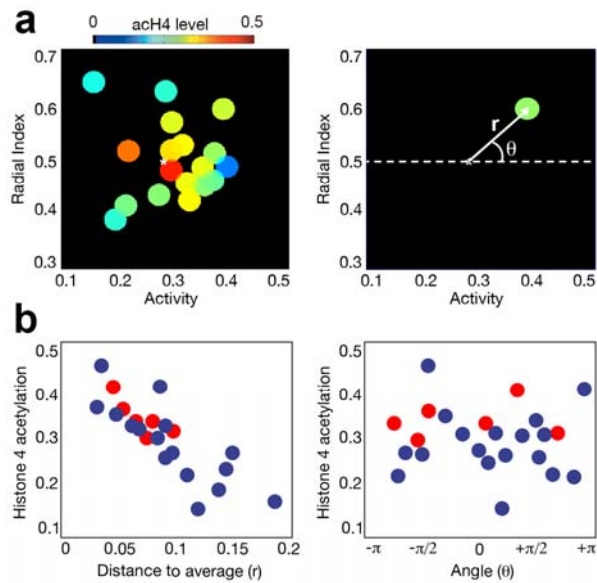 a
0 acH4 level 0.5
Radial Index
0.7
0.6
0.5
0.4
0.3
*
0.1 0.2 0.3 0.4 0.5
Activity
Radial Index
0.7
0.6
0.5
0.4
0.3
r
θ
*
0.1 0.2 0.3 0.4 0.5
Activity
b
Histone 4 acetylation
0.5
0.4
0.3
0.2
0.1
0 0.05 0.1 0.15 0.2
Distance to average (r)
Histone 4 acetylation
0.5
0.4
0.3
0.2
0.1
-π -π/2 0 +π/2 +π
Angle (θ)